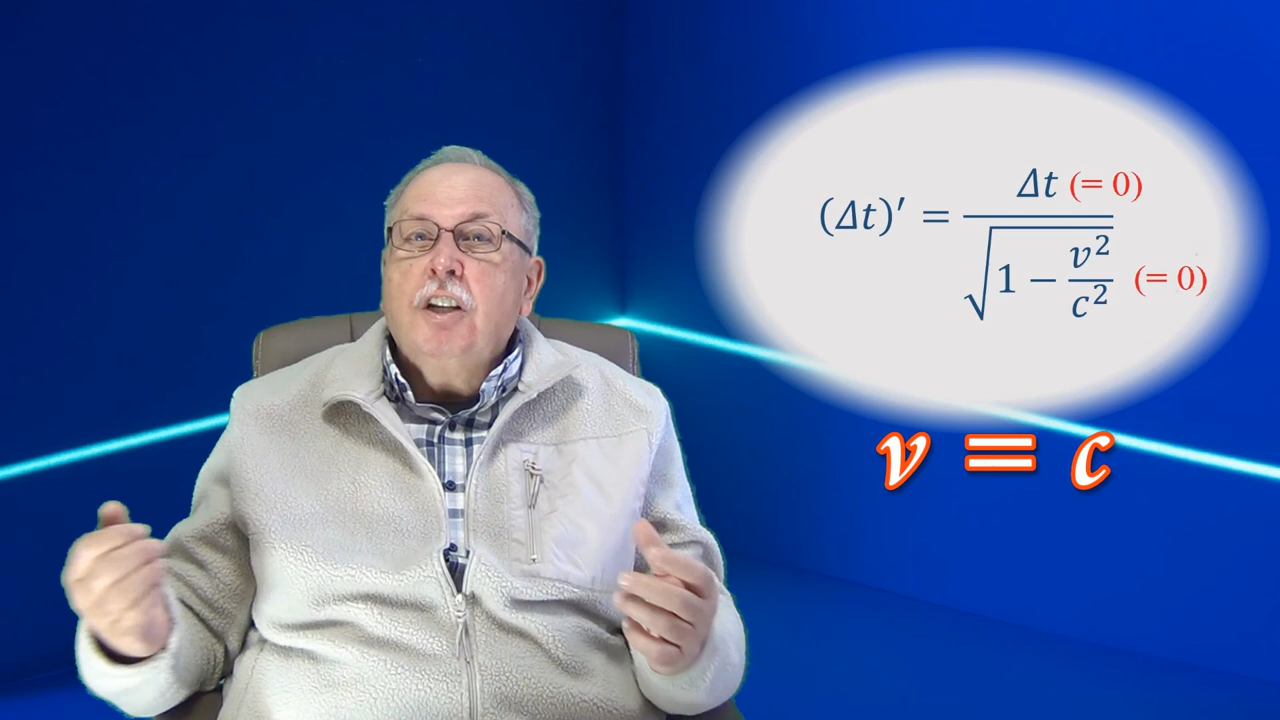 (Δt)′ = Δt (= 0) / √(1 − v²/c²) (= 0)
v = c